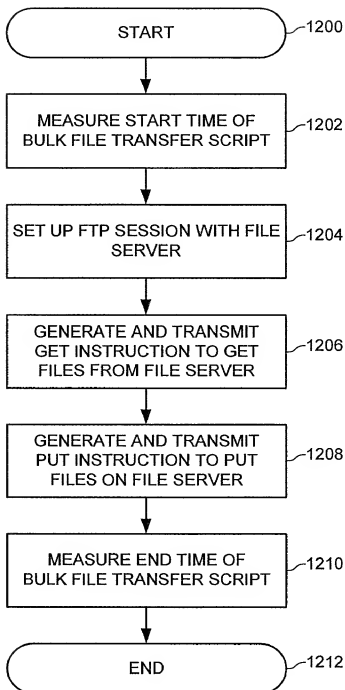 START
1200
MEASURE START TIME OF
BULK FILE TRANSFER SCRIPT
1202
SET UP FTP SESSION WITH FILE
SERVER
1204
GENERATE AND TRANSMIT
GET INSTRUCTION TO GET
FILES FROM FILE SERVER
1206
GENERATE AND TRANSMIT
PUT INSTRUCTION TO PUT
FILES ON FILE SERVER
1208
MEASURE END TIME OF
BULK FILE TRANSFER SCRIPT
1210
END
1212